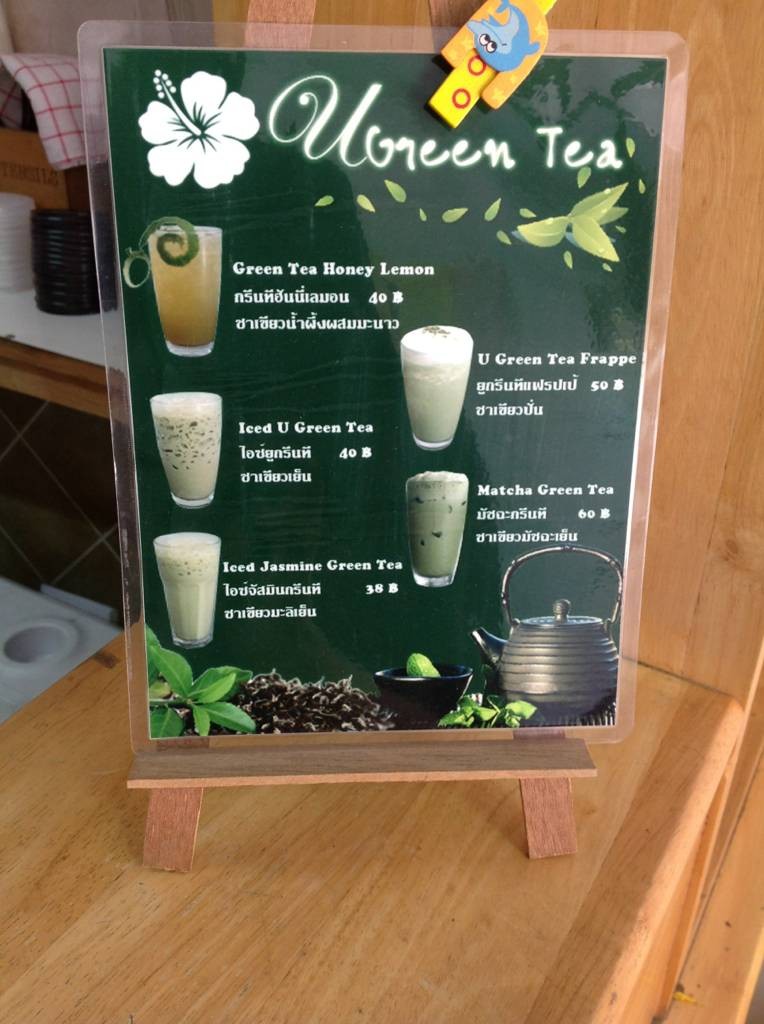 UGreen Tea
Green Tea Honey Lemon
กรีนทีฮันนี่เลมอน 40 ฿
ชาเขียวน้ำผึ้งผสมมะนาว
U Green Tea Frappe
ยูกรีนทีแฟรปเป้ 50 ฿
ชาเขียวปั่น
Iced U Green Tea
ไอซ์ยูกรีนที 40 ฿
ชาเขียวเย็น
Matcha Green Tea
มัชฉะกรีนที 60 ฿
ชาเขียวมัชฉะเย็น
Iced Jasmine Green Tea
ไอซ์จัสมินกรีนที 38 ฿
ชาเขียวมะลิเย็น